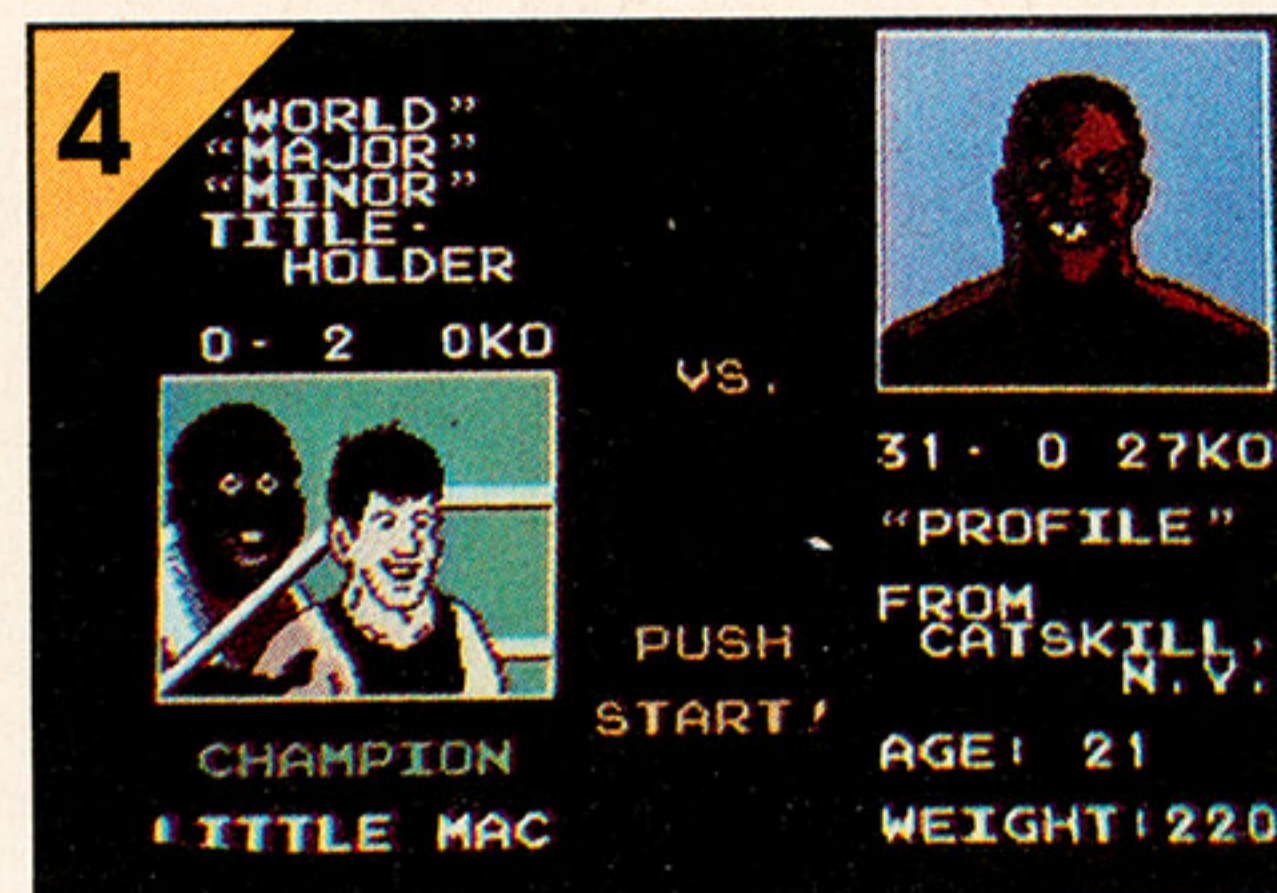 4
"WORLD"
"MAJOR"
"MINOR"
TITLE-
HOLDER
0- 2 0KO
CHAMPION
LITTLE MAC
VS.
PUSH
START!
31- 0 27KO
"PROFILE"
FROM
CATSKILL,
N.Y.
AGE: 21
WEIGHT:220